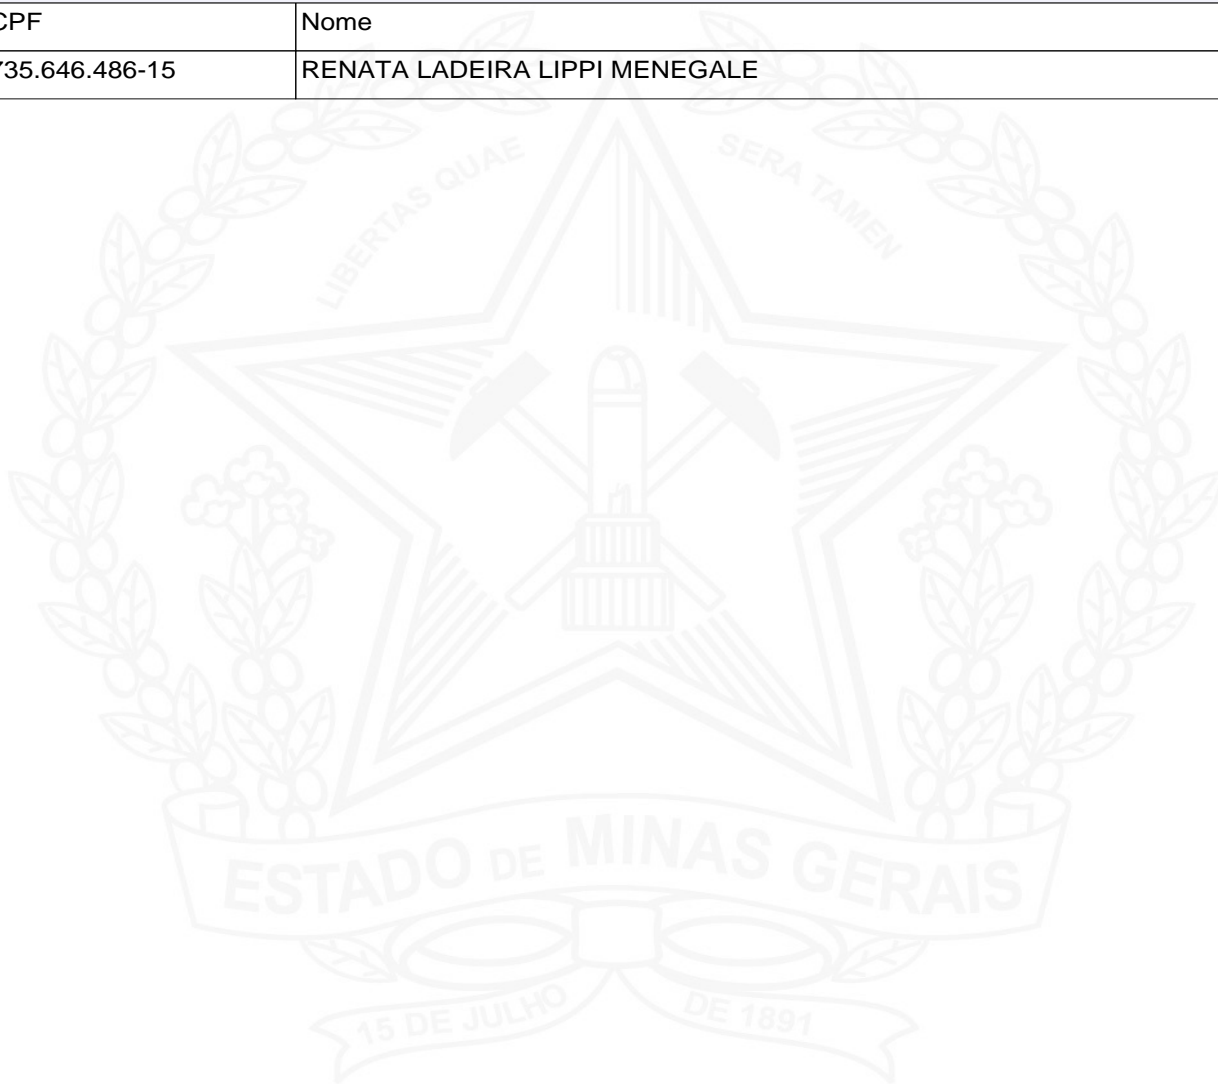 CPF Nome
735.646.486-15 RENATA LADEIRA LIPPI MENEGALE
LIBERTAS QUAE SERA TAMEN
ESTADO DE MINAS GERAIS
15 DE JULHO DE 1891